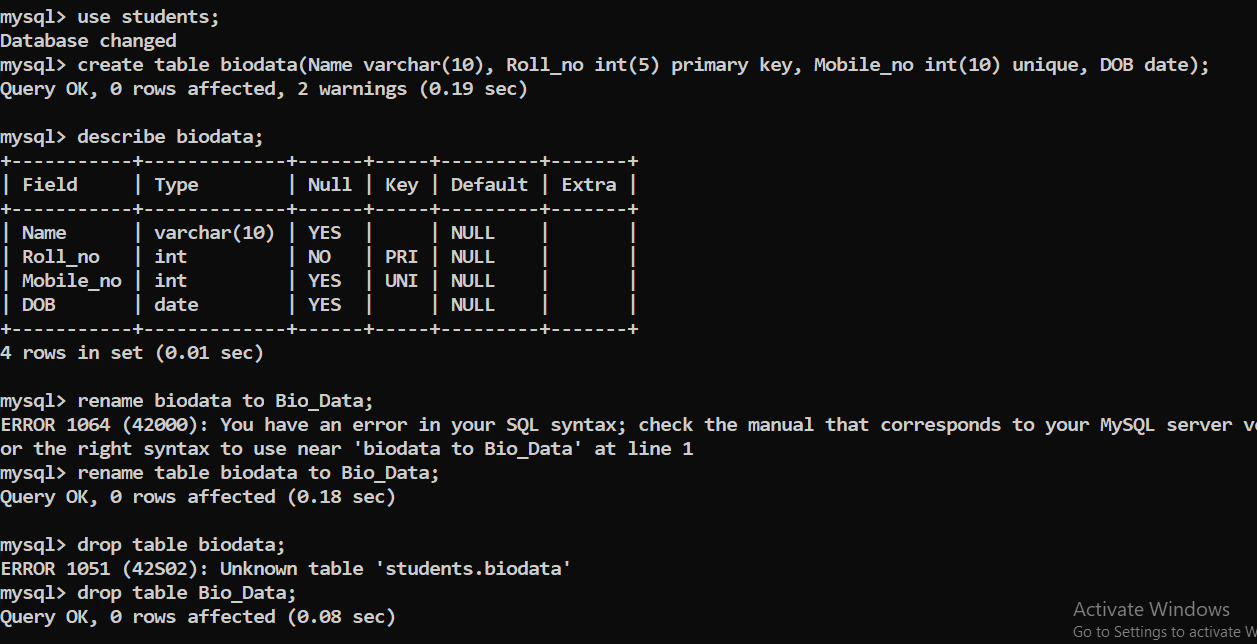 mysql> use students;
Database changed
mysql> create table biodata(Name varchar(10), Roll_no int(5) primary key, Mobile_no int(10) unique, DOB date);
Query OK, 0 rows affected, 2 warnings (0.19 sec)

mysql> describe biodata;
+-----------+-------------+------+-----+---------+-------+
| Field     | Type        | Null | Key | Default | Extra |
+-----------+-------------+------+-----+---------+-------+
| Name      | varchar(10) | YES  |     | NULL    |       |
| Roll_no   | int         | NO   | PRI | NULL    |       |
| Mobile_no | int         | YES  | UNI | NULL    |       |
| DOB       | date        | YES  |     | NULL    |       |
+-----------+-------------+------+-----+---------+-------+
4 rows in set (0.01 sec)

mysql> rename biodata to Bio_Data;
ERROR 1064 (42000): You have an error in your SQL syntax; check the manual that corresponds to your MySQL server
or the right syntax to use near 'biodata to Bio_Data' at line 1
mysql> rename table biodata to Bio_Data;
Query OK, 0 rows affected (0.18 sec)

mysql> drop table biodata;
ERROR 1051 (42S02): Unknown table 'students.biodata'
mysql> drop table Bio_Data;
Query OK, 0 rows affected (0.08 sec)
Activate Windows
Go to Settings to activate